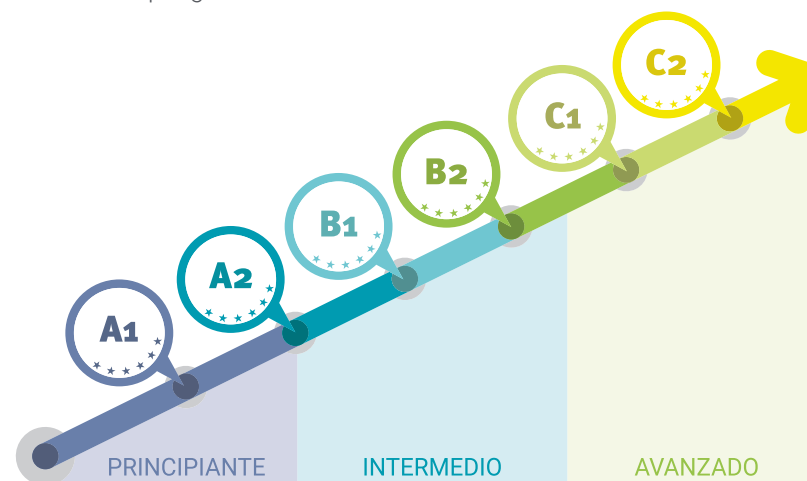 C2
C1
B2
B1
A2
A1
PRINCIPIANTE
INTERMEDIO
AVANZADO